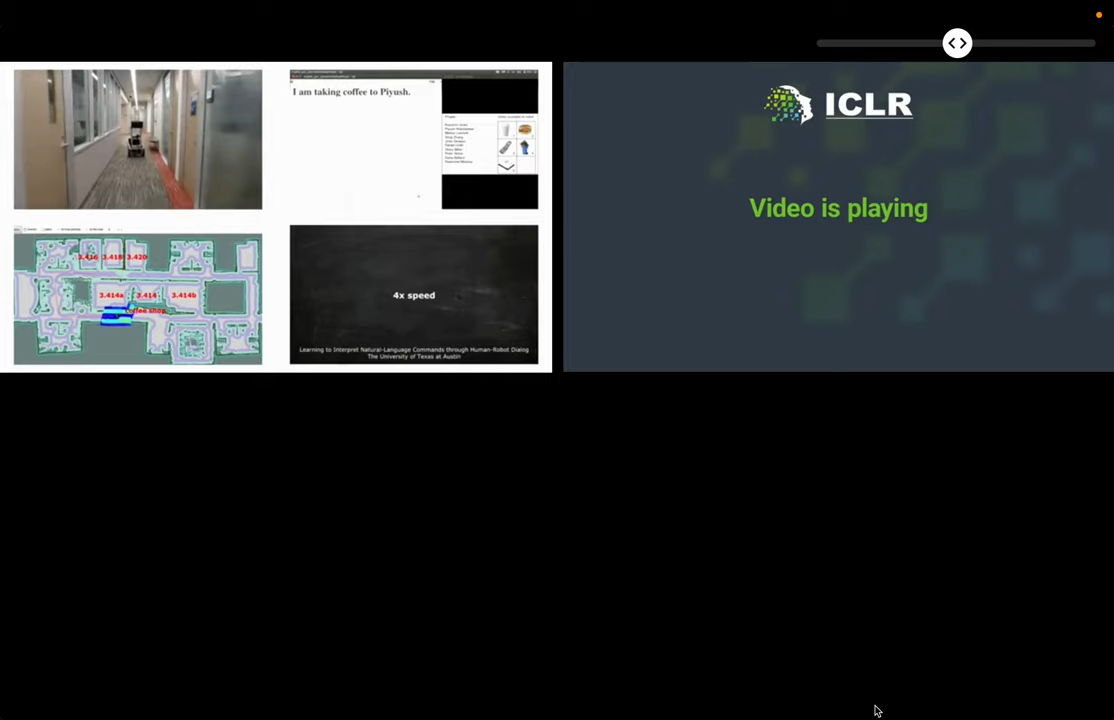 I am taking coffee to Piyush.
3.416 3.418 3.420
3.414a 3.414 3.414b
coffee shop
4x speed
Learning to Interpret Natural-Language Commands through Human-Robot Dialog
The University of Texas at Austin
ICLR
Video is playing